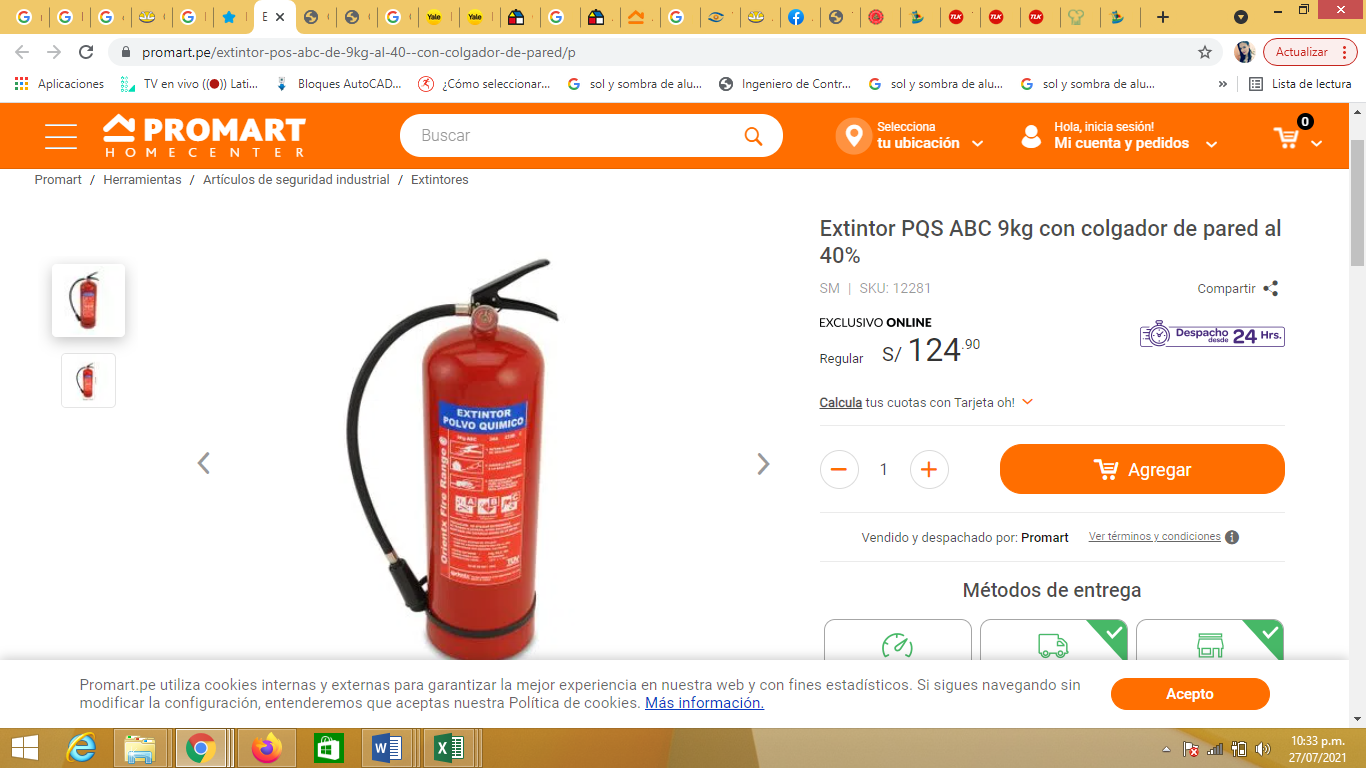 E
promart.pe/extintor-pos-abc-de-9kg-al-40--con-colgador-de-pared/p
Actualizar
Aplicaciones
TV en vivo ((●)) Lati...
Bloques AutoCAD...
¿Cómo seleccionar...
sol y sombra de alu...
Ingeniero de Contr...
sol y sombra de alu...
sol y sombra de alu...
»
Lista de lectura
PROMART
HOMECENTER
Buscar
Selecciona
tu ubicación
Hola, inicia sesión!
Mi cuenta y pedidos
0
Promart / Herramientas / Artículos de seguridad industrial / Extintores
Extintor PQS ABC 9kg con colgador de pared al
40%
SM | SKU: 12281
Compartir
EXCLUSIVO ONLINE
Despacho
desde 24 Hrs.
Regular S/ 124.90
Calcula tus cuotas con Tarjeta oh!
1
Agregar
Vendido y despachado por: Promart
Ver términos y condiciones
Métodos de entrega
EXTINTOR
POLVO QUIMICO
Orientx Fire Range
A B C
Promart.pe utiliza cookies internas y externas para garantizar la mejor experiencia en nuestra web y con fines estadísticos. Si sigues navegando sin
modificar la configuración, entenderemos que aceptas nuestra Política de cookies. Más información.
Acepto
10:33 p.m.
27/07/2021